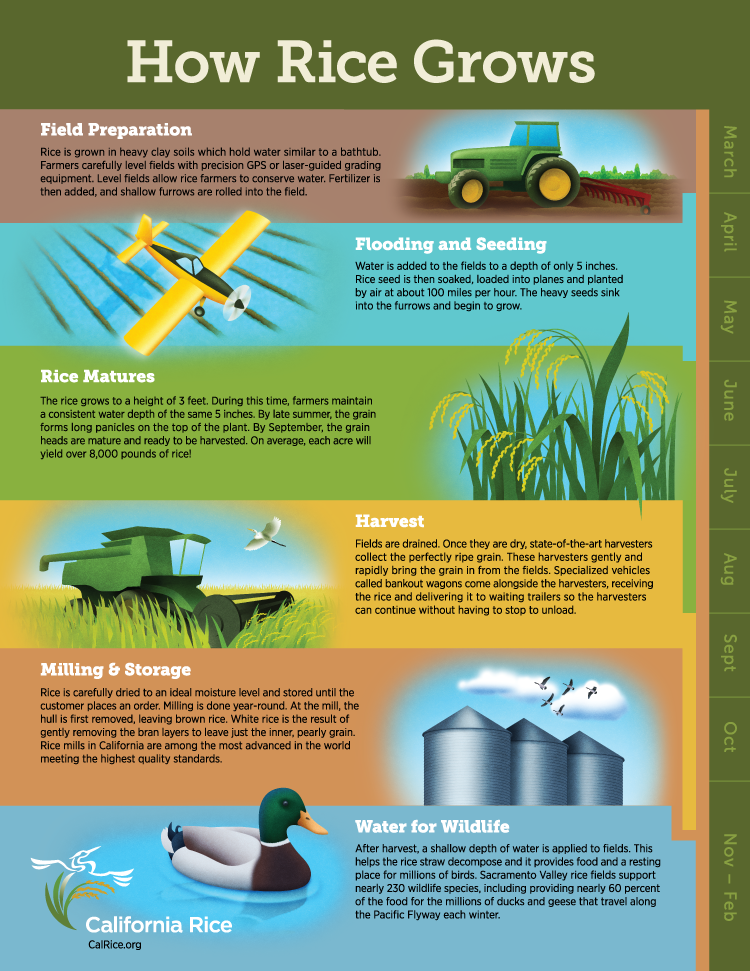 How Rice Grows
Field Preparation
Rice is grown in heavy clay soils which hold water similar to a bathtub.
Farmers carefully level fields with precision GPS or laser-guided grading
equipment. Level fields allow rice farmers to conserve water. Fertilizer is
then added, and shallow furrows are rolled into the field.
Flooding and Seeding
Water is added to the fields to a depth of only 5 inches.
Rice seed is then soaked, loaded into planes and planted
by air at about 100 miles per hour. The heavy seeds sink
into the furrows and begin to grow.
Rice Matures
The rice grows to a height of 3 feet. During this time, farmers maintain
a consistent water depth of the same 5 inches. By late summer, the grain
forms long panicles on the top of the plant. By September, the grain
heads are mature and ready to be harvested. On average, each acre will
yield over 8,000 pounds of rice!
Harvest
Fields are drained. Once they are dry, state-of-the-art harvesters
collect the perfectly ripe grain. These harvesters gently and
rapidly bring the grain in from the fields. Specialized vehicles
called bankout wagons come alongside the harvesters, receiving
the rice and delivering it to waiting trailers so the harvesters
can continue without having to stop to unload.
Milling & Storage
Rice is carefully dried to an ideal moisture level and stored until the
customer places an order. Milling is done year-round. At the mill, the
hull is first removed, leaving brown rice. White rice is the result of
gently removing the bran layers to leave just the inner, pearly grain.
Rice mills in California are among the most advanced in the world
meeting the highest quality standards.
Water for Wildlife
After harvest, a shallow depth of water is applied to fields. This
helps the rice straw decompose and it provides food and a resting
place for millions of birds. Sacramento Valley rice fields support
nearly 230 wildlife species, including providing nearly 60 percent
of the food for the millions of ducks and geese that travel along
the Pacific Flyway each winter.
California Rice
CalRice.org
March
April
May
June
July
Aug
Sept
Oct
Nov – Feb